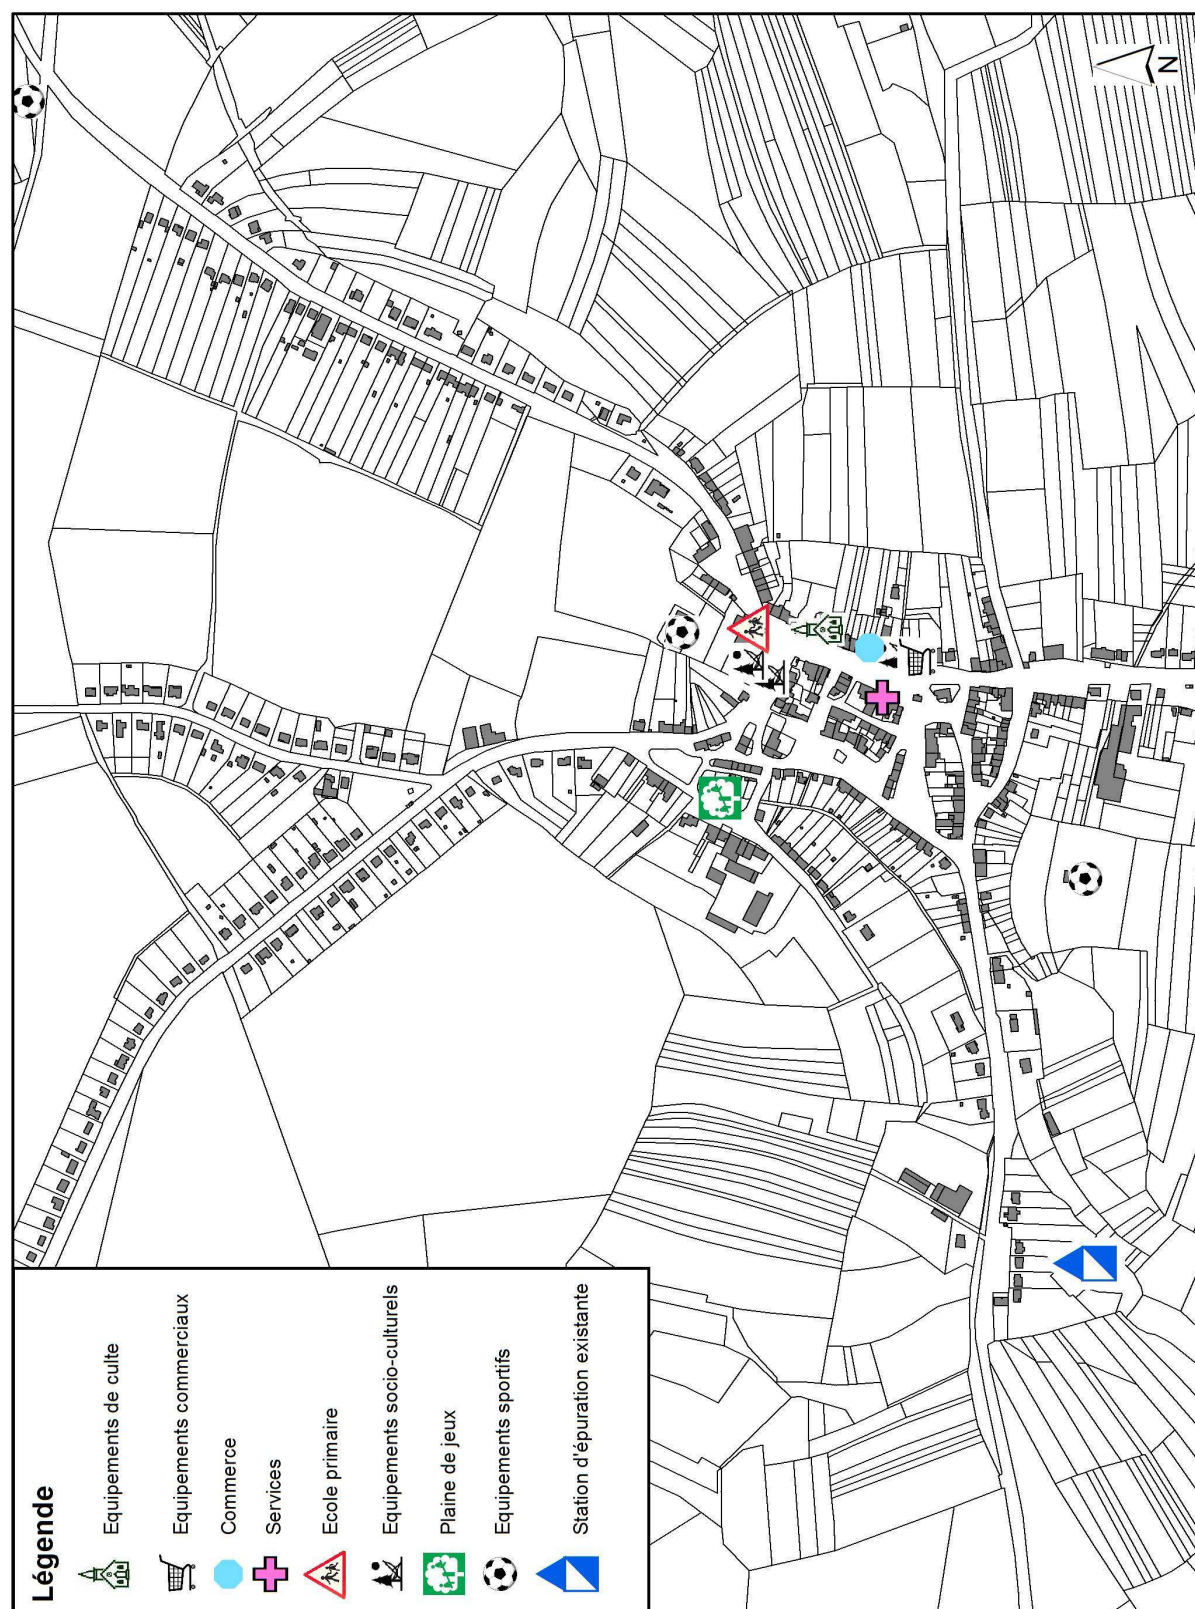 Légende
Equipements de culte
Equipements commerciaux
Commerce
Services
Ecole primaire
Equipements socio-culturels
Plaine de jeux
Equipements sportifs
Station d'épuration existante
N